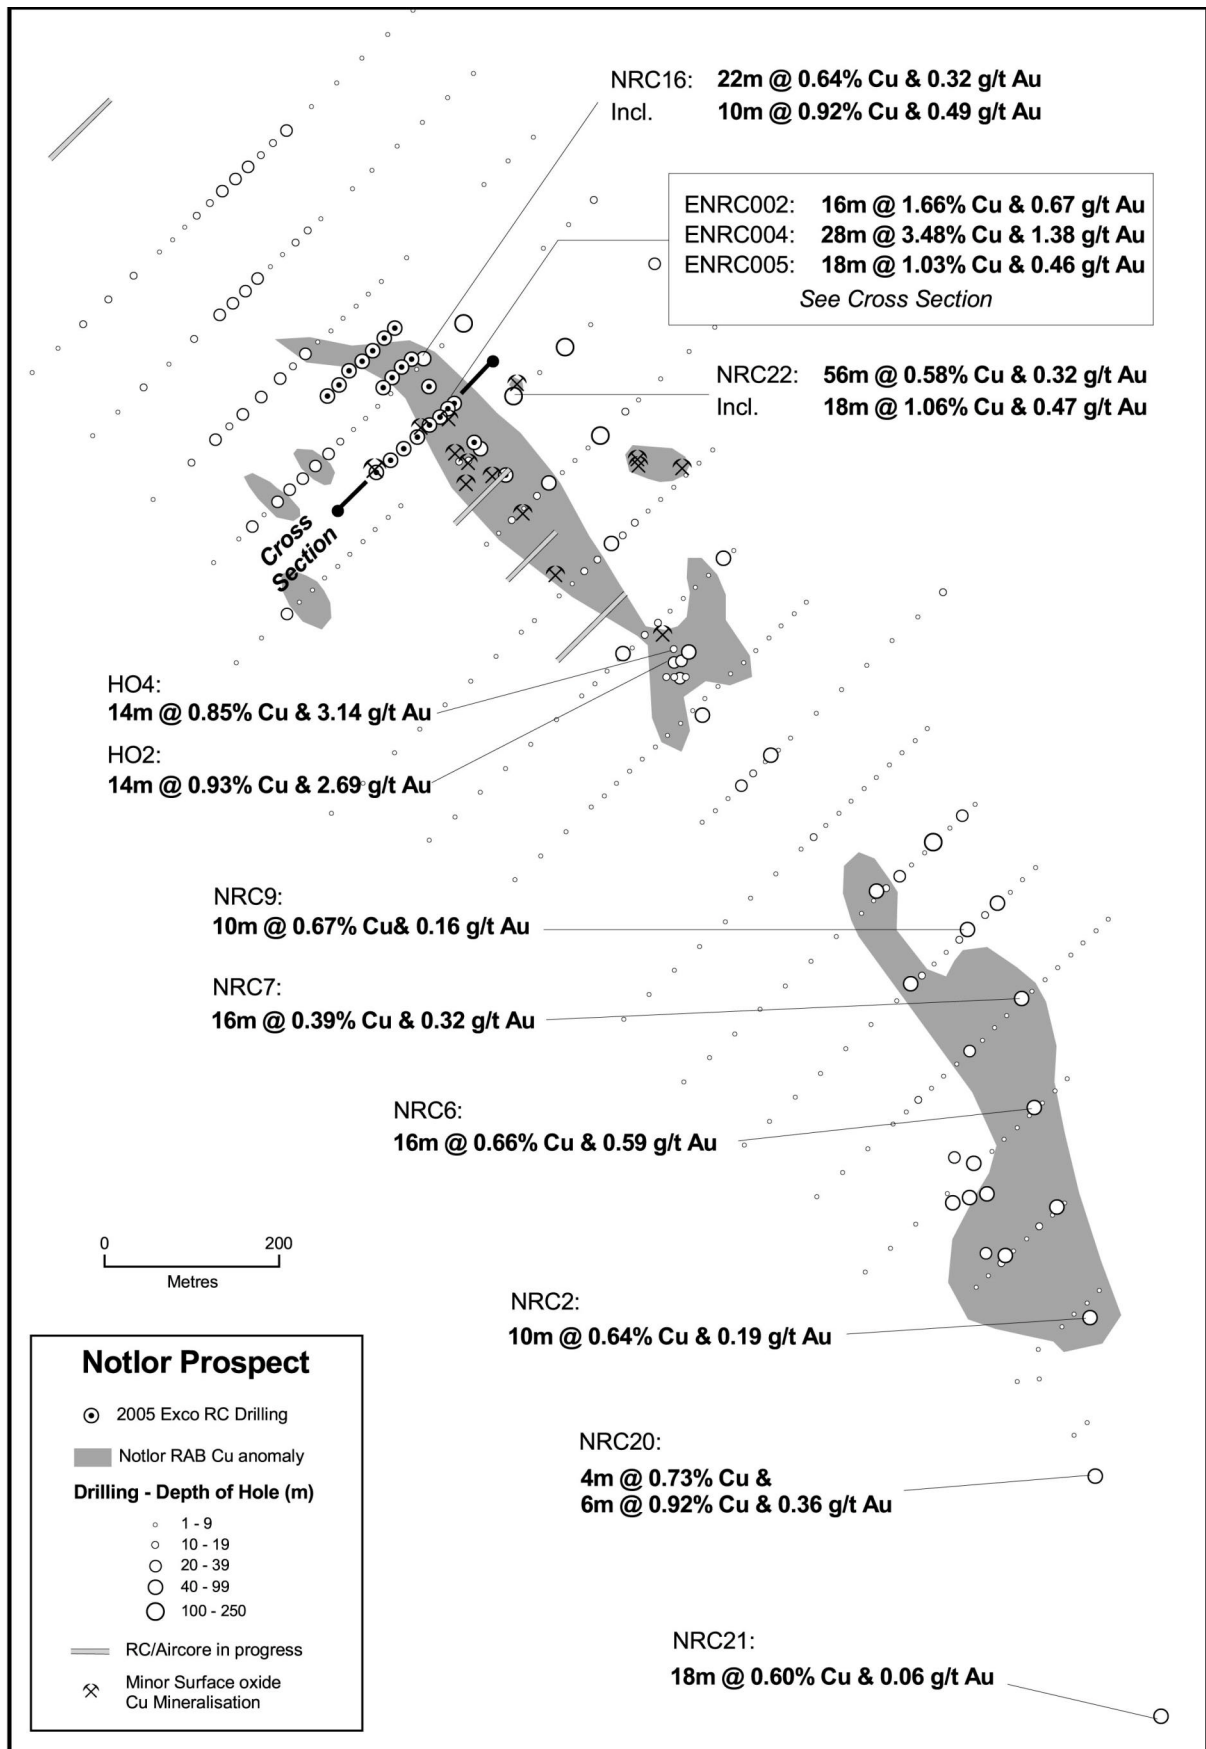 NRC16: 22m @ 0.64% Cu & 0.32 g/t Au
Incl. 10m @ 0.92% Cu & 0.49 g/t Au
ENRC002: 16m @ 1.66% Cu & 0.67 g/t Au
ENRC004: 28m @ 3.48% Cu & 1.38 g/t Au
ENRC005: 18m @ 1.03% Cu & 0.46 g/t Au
See Cross Section
NRC22: 56m @ 0.58% Cu & 0.32 g/t Au
Incl. 18m @ 1.06% Cu & 0.47 g/t Au
Cross
Section
HO4:
14m @ 0.85% Cu & 3.14 g/t Au
HO2:
14m @ 0.93% Cu & 2.69 g/t Au
NRC9:
10m @ 0.67% Cu& 0.16 g/t Au
NRC7:
16m @ 0.39% Cu & 0.32 g/t Au
NRC6:
16m @ 0.66% Cu & 0.59 g/t Au
0 200
Metres
NRC2:
10m @ 0.64% Cu & 0.19 g/t Au
NRC20:
4m @ 0.73% Cu &
6m @ 0.92% Cu & 0.36 g/t Au
NRC21:
18m @ 0.60% Cu & 0.06 g/t Au
Notlor Prospect
2005 Exco RC Drilling
Notlor RAB Cu anomaly
Drilling - Depth of Hole (m)
1 - 9
10 - 19
20 - 39
40 - 99
100 - 250
RC/Aircore in progress
Minor Surface oxide
Cu Mineralisation